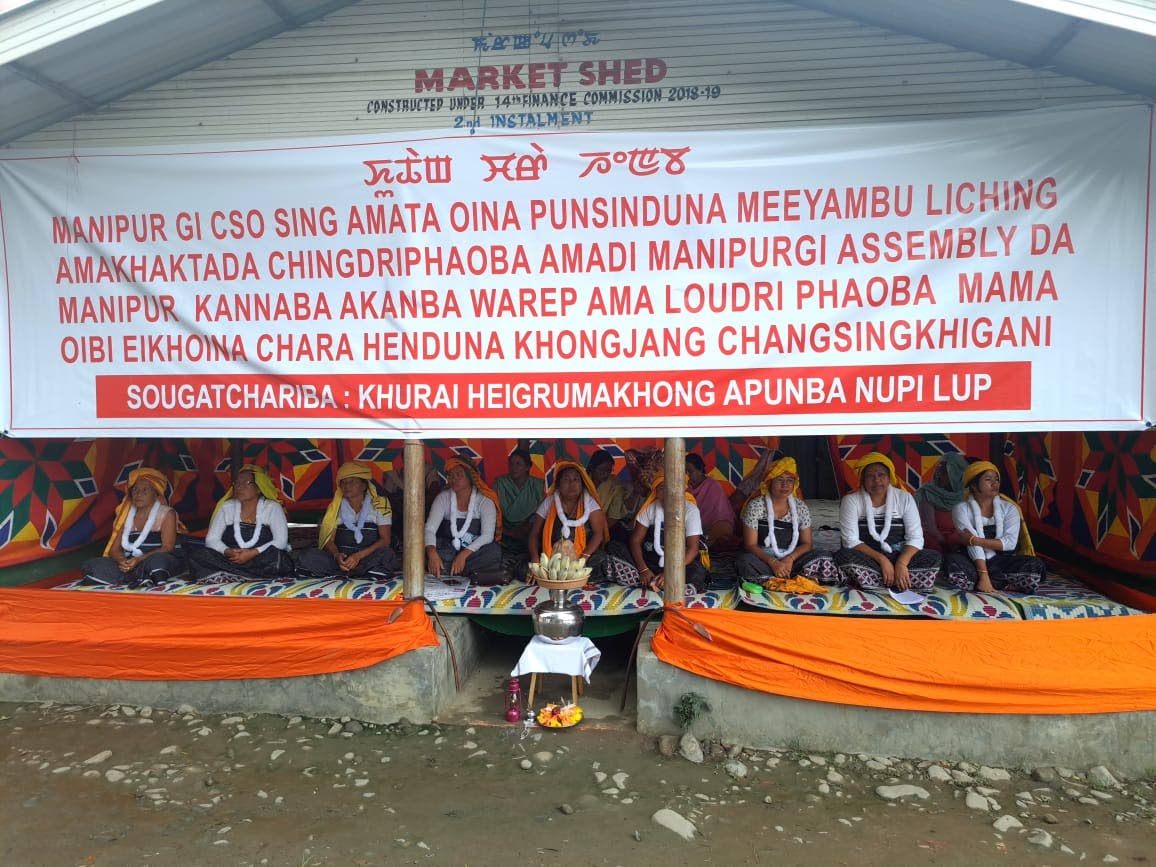 MARKET SHED
CONSTRUCTED UNDER 14TH FINANCE COMMISSION 2018-19
2nd INSTALMENT
MANIPUR GI CSO SING AMATA OINA PUNSINDUNA MEEYAMBU LICHING
AMAKHAKTADA CHINGDRIPHAOBA AMADI MANIPURGI ASSEMBLY DA
MANIPUR KANNABA AKANBA WAREP AMA LOUDRI PHAOBA MAMA
OIBI EIKHOINA CHARA HENDUNA KHONGJANG CHANGSINGKHIGANI
SOUGATCHARIBA : KHURAI HEIGRUMAKHONG APUNBA NUPI LUP